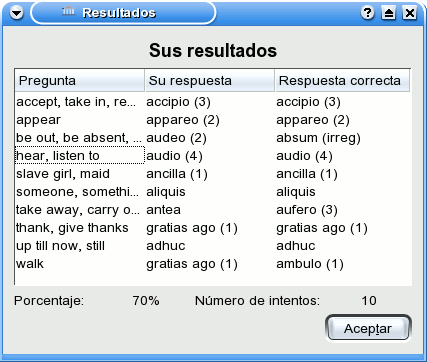 Resultados
Sus resultados
Pregunta Su respuesta Respuesta correcta
accept, take in, re... accipio (3) accipio (3)
appear appareo (2) appareo (2)
be out, be absent, ... audeo (2) absum (irreg)
hear, listen to audio (4) audio (4)
slave girl, maid ancilla (1) ancilla (1)
someone, somethi... aliquis aliquis
take away, carry o... antea aufero (3)
thank, give thanks gratias ago (1) gratias ago (1)
up till now, still adhuc adhuc
walk gratias ago (1) ambulo (1)
Porcentaje: 70% Número de intentos: 10
Aceptar